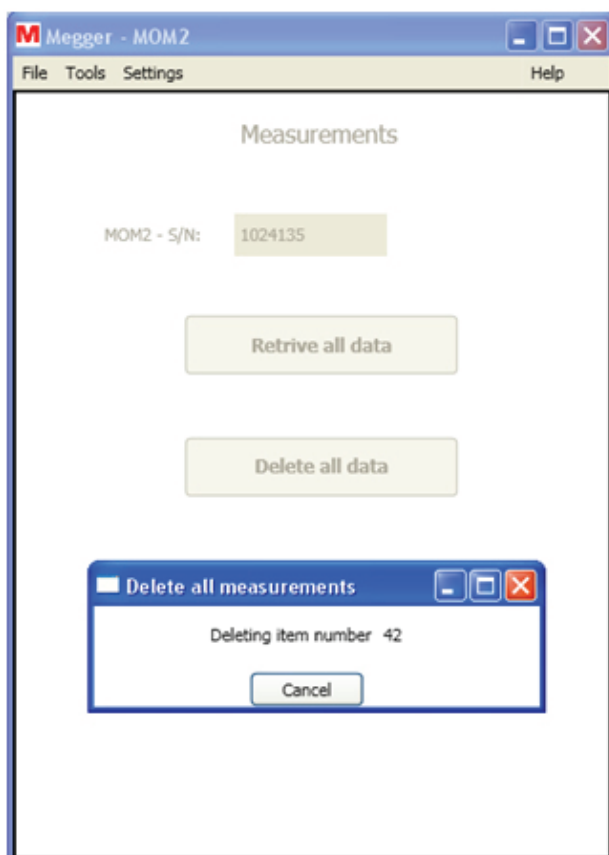 M Megger - MOM2
File Tools Settings Help
Measurements
MOM2 - S/N: 1024135
Retrive all data
Delete all data
Delete all measurements
Deleting item number 42
Cancel